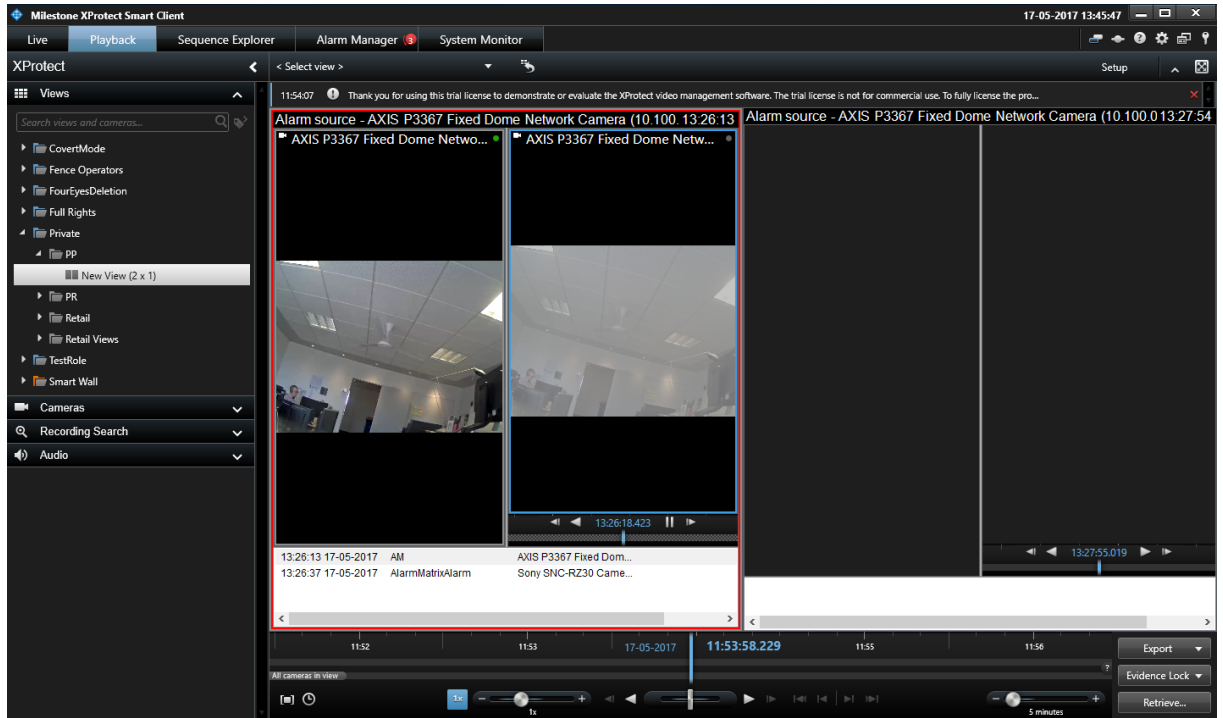 Milestone XProtect Smart Client
17-05-2017 13:45:47
Live Playback Sequence Explorer Alarm Manager 3 System Monitor
XProtect
< Select view >
Setup
Views
11:54:07 Thank you for using this trial license to demonstrate or evaluate the XProtect video management software. The trial license is not for commercial use. To fully license the pro...
Search views and cameras...
Alarm source - AXIS P3367 Fixed Dome Network Camera (10.100. 13:26:13
Alarm source - AXIS P3367 Fixed Dome Network Camera (10.100.0 13:27:54
AXIS P3367 Fixed Dome Netwo...
AXIS P3367 Fixed Dome Netw...
CovertMode
Fence Operators
FourEyesDeletion
Full Rights
Private
PP
New View (2 x 1)
PR
Retail
Retail Views
TestRole
Smart Wall
Cameras
Recording Search
Audio
13:26:18.423
13:27:55.019
13:26:13 17-05-2017 AM AXIS P3367 Fixed Dom...
13:26:37 17-05-2017 AlarmMatrixAlarm Sony SNC-RZ30 Came...
11:52 11:53 17-05-2017 11:53:58.229 11:55 11:56
Export
All cameras in view
?
Evidence Lock
1x
1x
5 minutes
Retrieve...